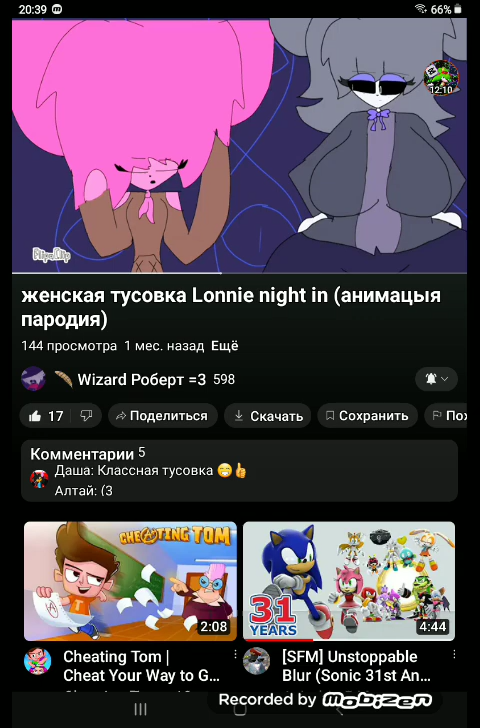 20:39
66%
12:10
FlipaClip
женская тусовка Lonnie night in (анимацыя
пародия)
144 просмотра 1 мес. назад Ещё
Wizard Роберт =3 598
17 Поделиться Скачать Сохранить
Комментарии 5
Даша: Классная тусовка 😁👍
Алтай: (3
CHEATING TOM
A+
T
2:08
31
YEARS
4:44
Cheating Tom |
Cheat Your Way to G...
[SFM] Unstoppable
Blur (Sonic 31st An...
Recorded by MOBIZEN